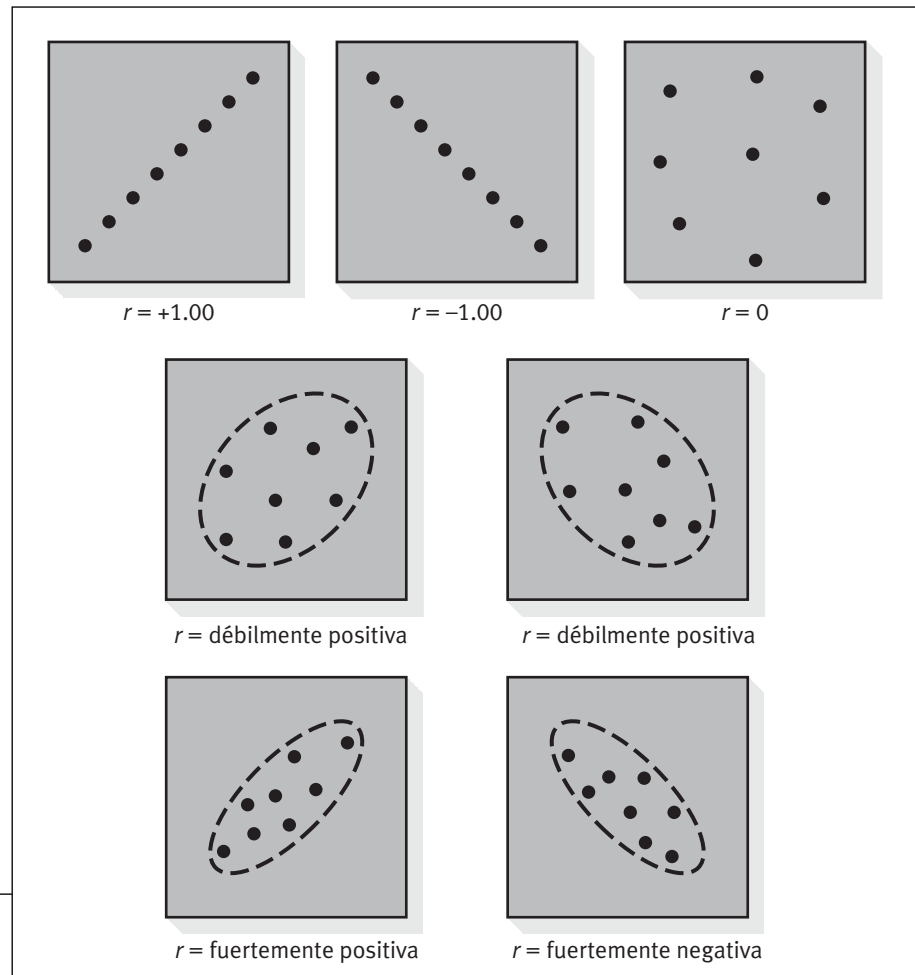 r = +1.00
r = –1.00
r = 0
r = débilmente positiva
r = débilmente positiva
r = fuertemente positiva
r = fuertemente negativa